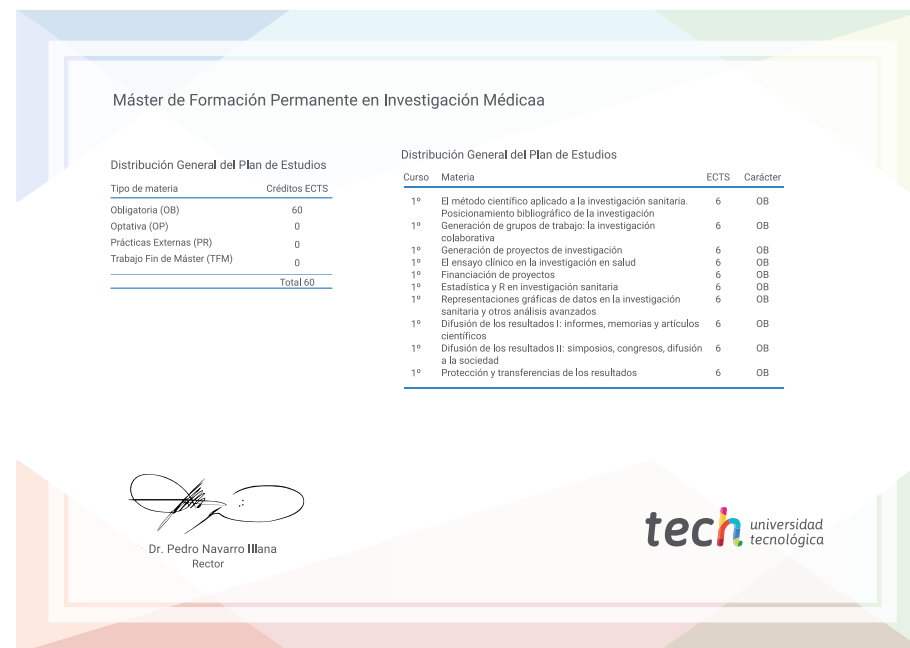 Máster de Formación Permanente en Investigación Médicaa
Distribución General del Plan de Estudios
Tipo de materia Créditos ECTS
Obligatoria (OB) 60
Optativa (OP) 0
Prácticas Externas (PR) 0
Trabajo Fin de Máster (TFM) 0
Total 60
Distribución General del Plan de Estudios
Curso Materia ECTS Carácter
1º El método científico aplicado a la investigación sanitaria. 6 OB
Posicionamiento bibliográfico de la investigación
1º Generación de grupos de trabajo: la investigación 6 OB
colaborativa
1º Generación de proyectos de investigación 6 OB
1º El ensayo clínico en la investigación en salud 6 OB
1º Financiación de proyectos 6 OB
1º Estadística y R en investigación sanitaria 6 OB
1º Representaciones gráficas de datos en la investigación 6 OB
sanitaria y otros análisis avanzados
1º Difusión de los resultados I: informes, memorias y artículos 6 OB
científicos
1º Difusión de los resultados II: simposios, congresos, difusión 6 OB
a la sociedad
1º Protección y transferencias de los resultados 6 OB
Dr. Pedro Navarro Illana
Rector
tech universidad
tecnológica